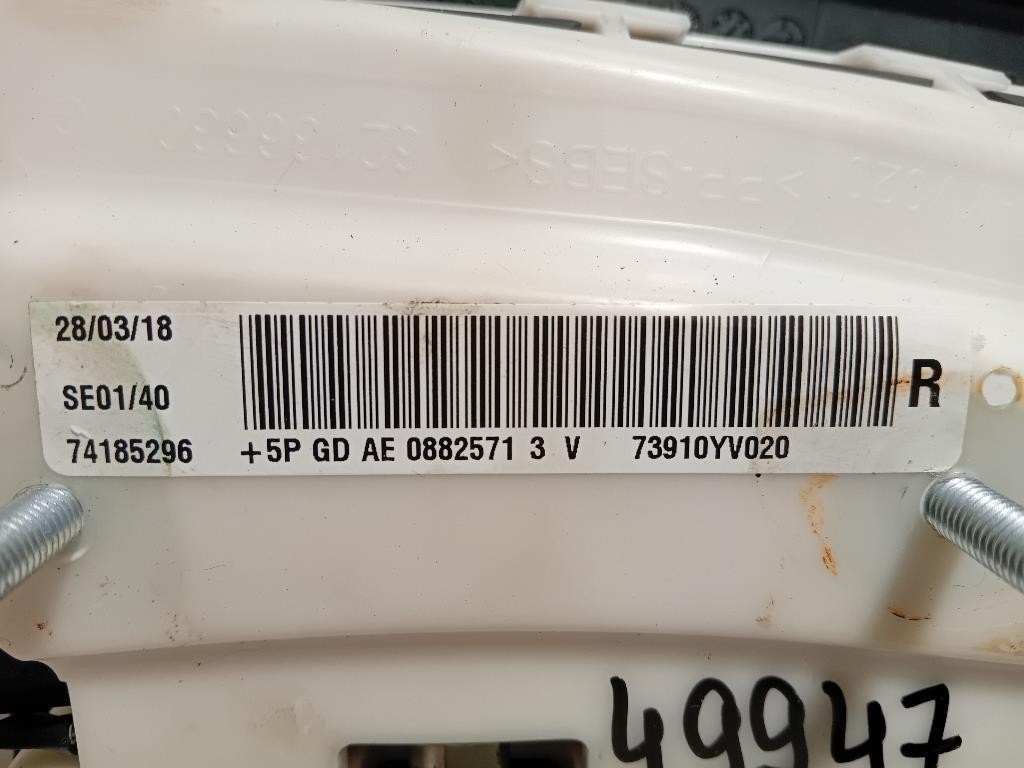 28/03/18
SE01/40
R
74185296 +5P GD AE 0882571 3 V 73910YV020
49947